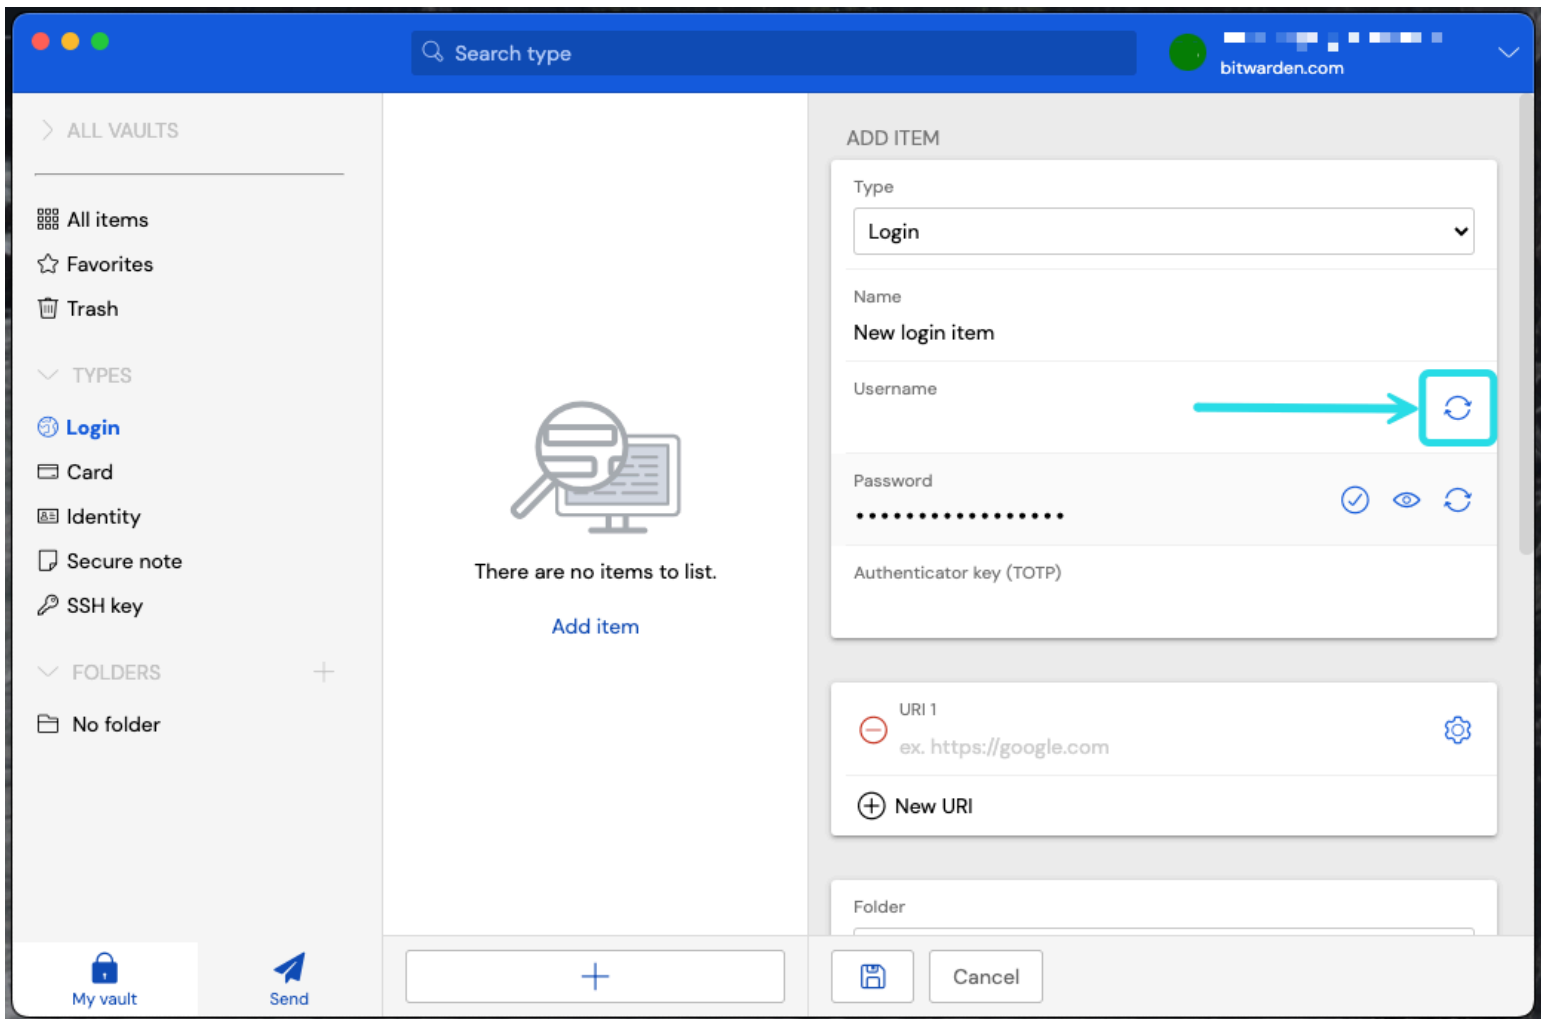 Search type
bitwarden.com
ALL VAULTS
All items
Favorites
Trash
TYPES
Login
Card
Identity
Secure note
SSH key
FOLDERS
No folder
My vault
Send
There are no items to list.
Add item
ADD ITEM
Type
Login
Name
New login item
Username
Password
•••••••••••••••••
Authenticator key (TOTP)
URI 1
ex. https://google.com
New URI
Folder
Cancel